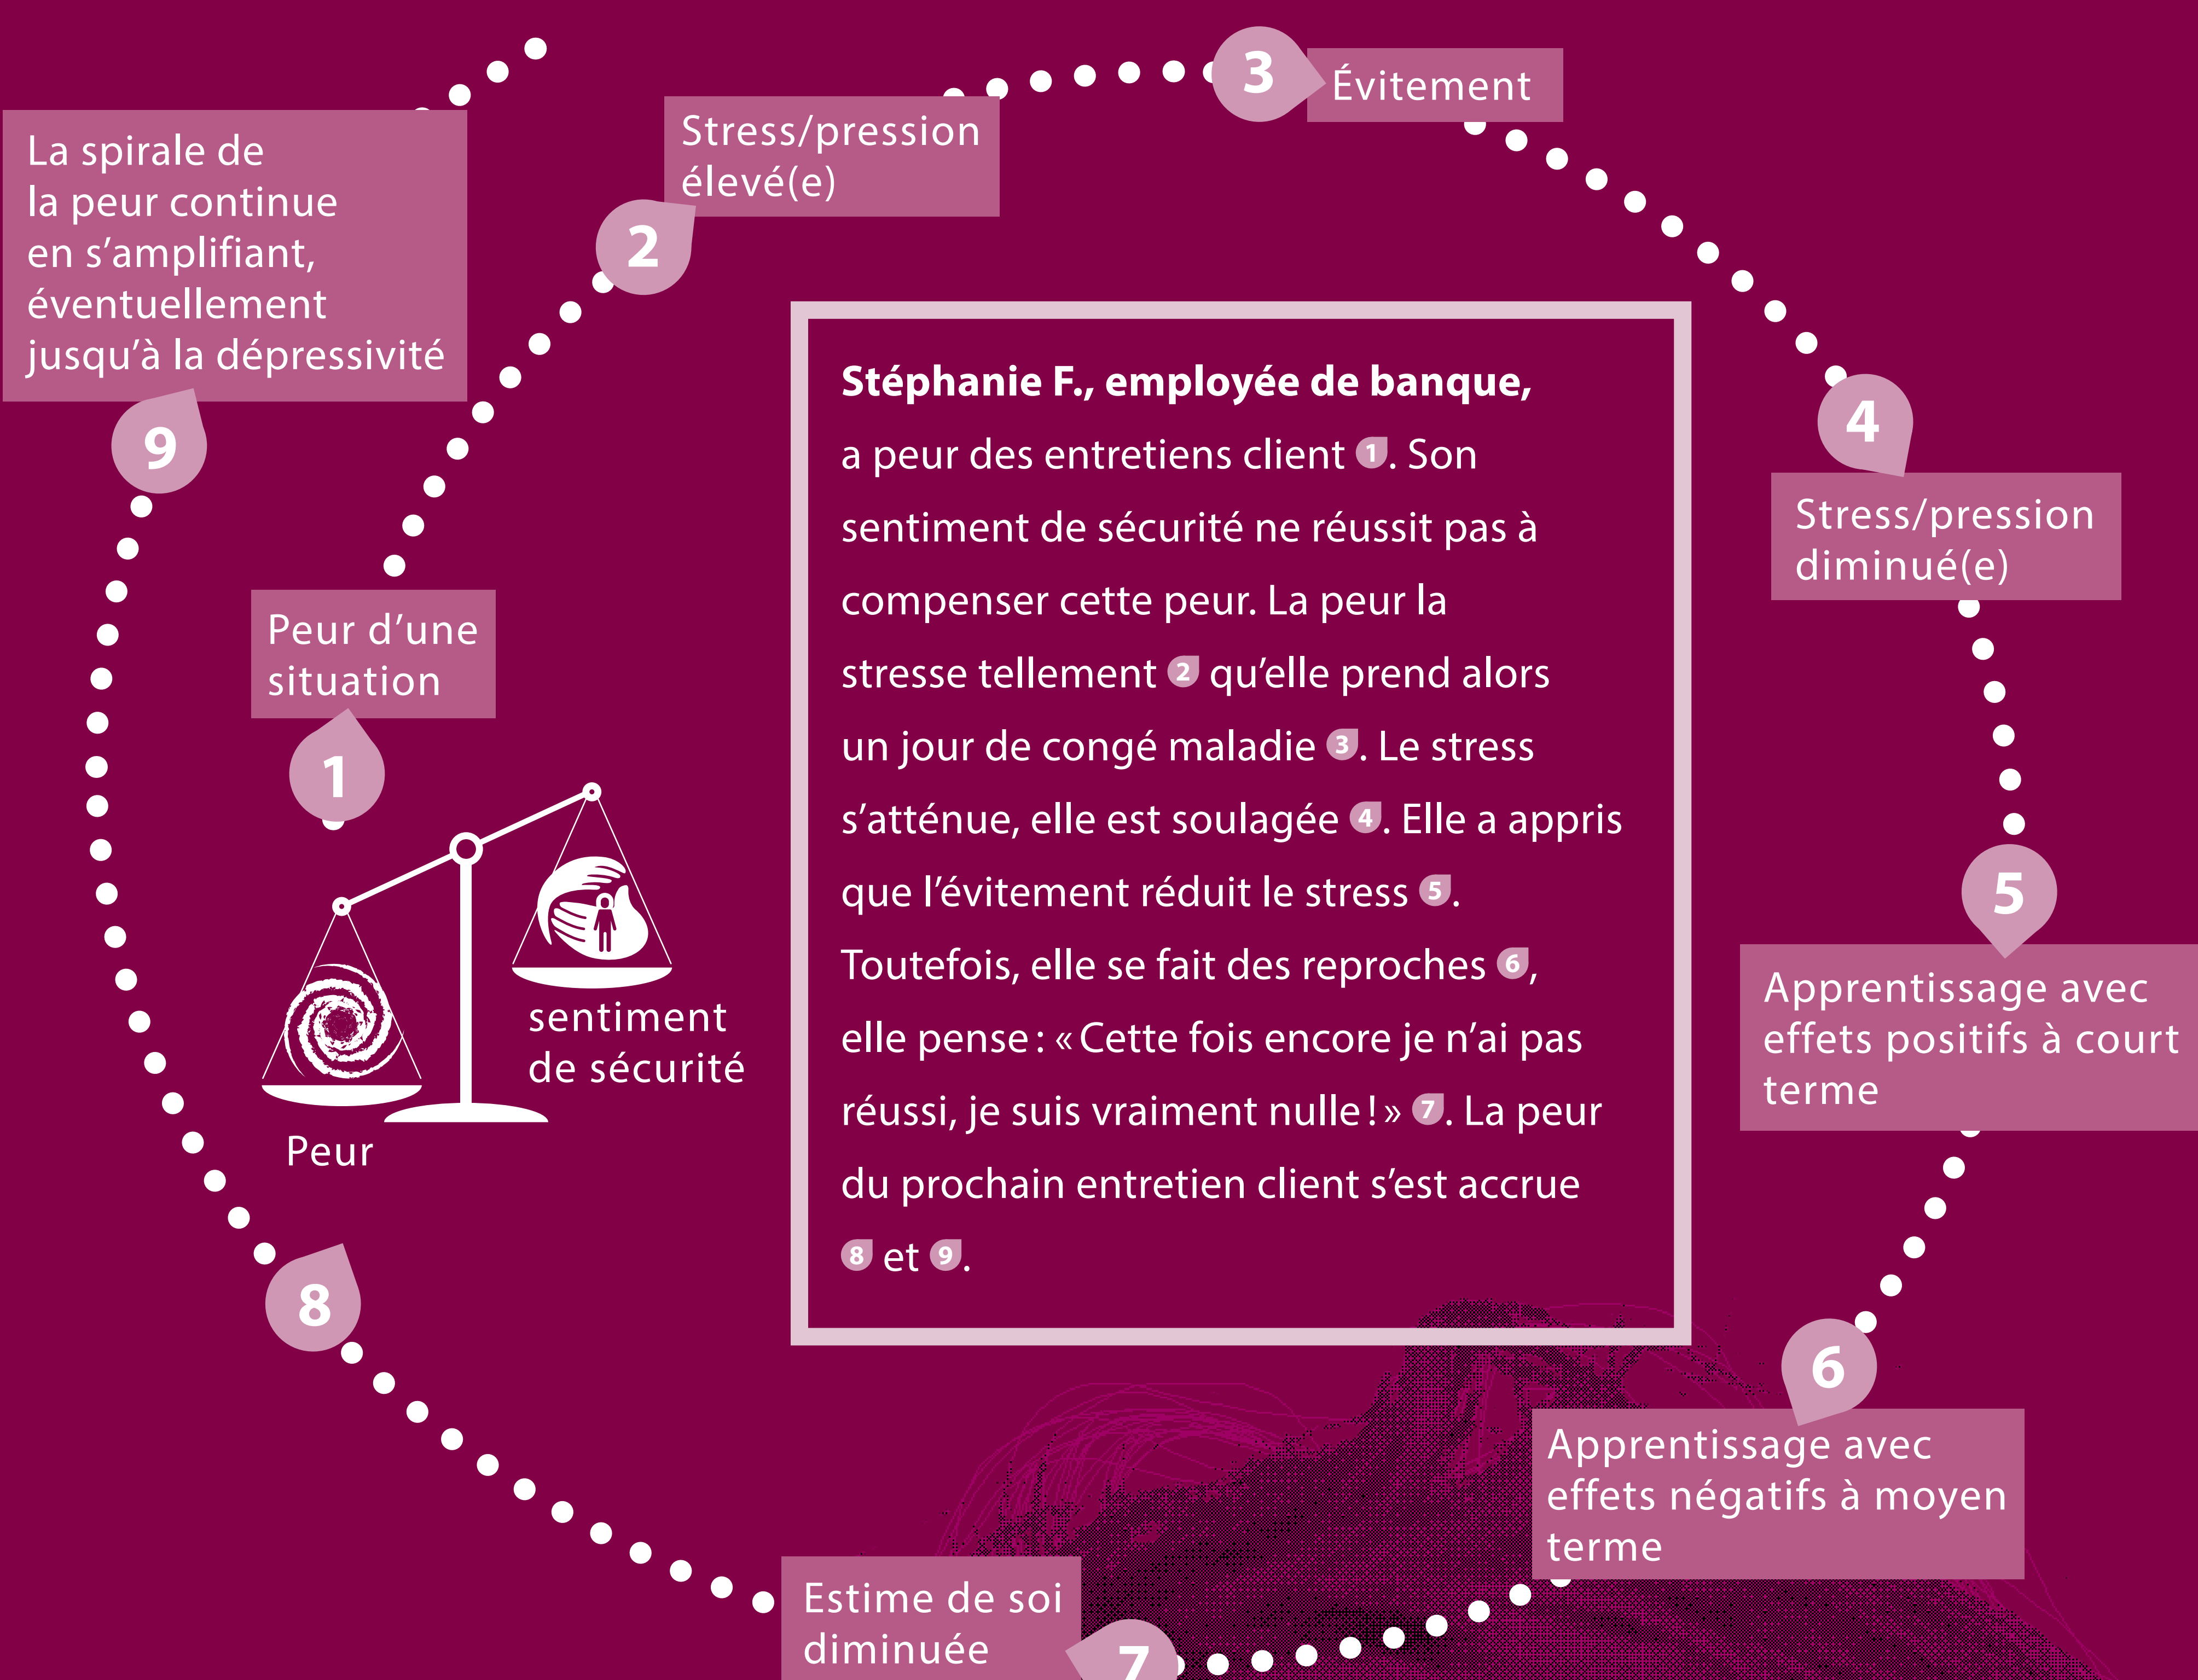 1
Peur d’une
situation
Peur
sentiment
de sécurité
2
Stress/pression
élevé(e)
3
Évitement
4
Stress/pression
diminué(e)
5
Apprentissage avec
effets positifs à court
terme
6
Apprentissage avec
effets négatifs à moyen
terme
7
Estime de soi
diminuée
8
9
La spirale de
la peur continue
en s’amplifiant,
éventuellement
jusqu’à la dépressivité
Stéphanie F., employée de banque,
a peur des entretiens client 1. Son
sentiment de sécurité ne réussit pas à
compenser cette peur. La peur la
stresse tellement 2 qu’elle prend alors
un jour de congé maladie 3. Le stress
s’atténue, elle est soulagée 4. Elle a appris
que l’évitement réduit le stress 5.
Toutefois, elle se fait des reproches 6,
elle pense : « Cette fois encore je n’ai pas
réussi, je suis vraiment nulle ! » 7. La peur
du prochain entretien client s’est accrue
8 et 9.